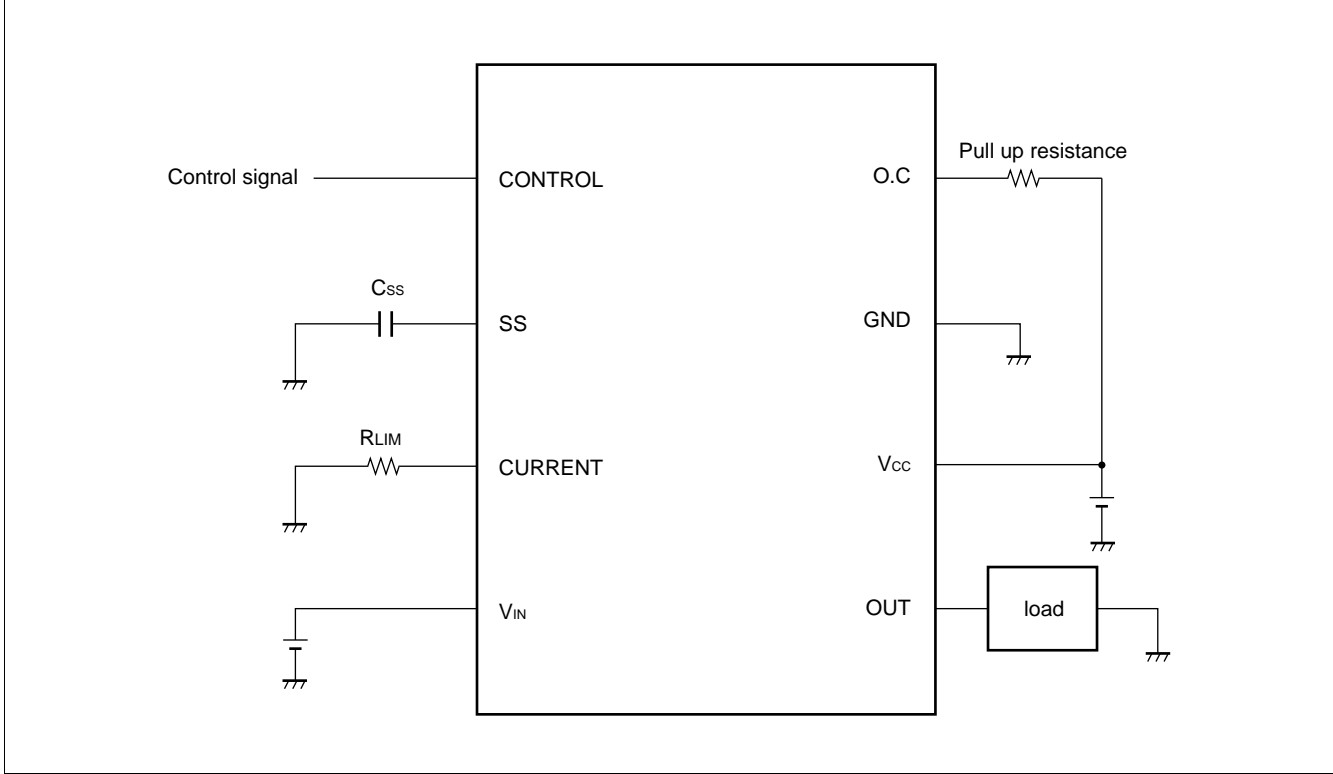 Pull up resistance
Control signal
CONTROL
O.C
CSS
SS
GND
RLIM
CURRENT
VCC
VIN
OUT
load